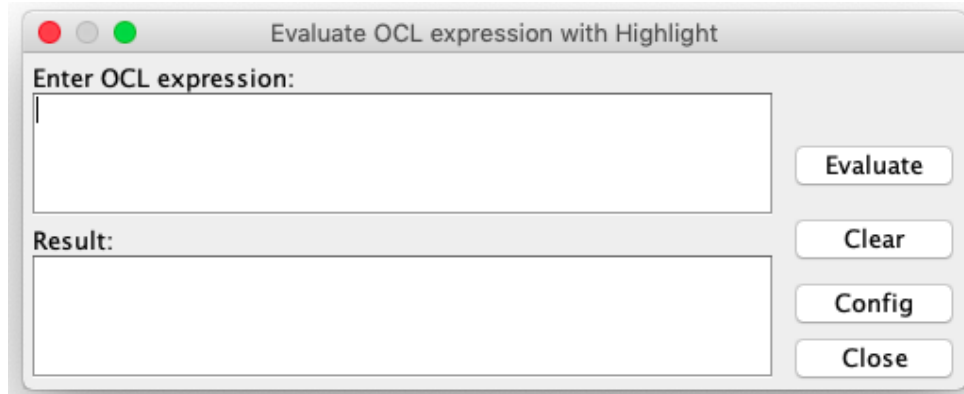 Evaluate OCL expression with Highlight
Enter OCL expression:
Evaluate
Result:
Clear
Config
Close